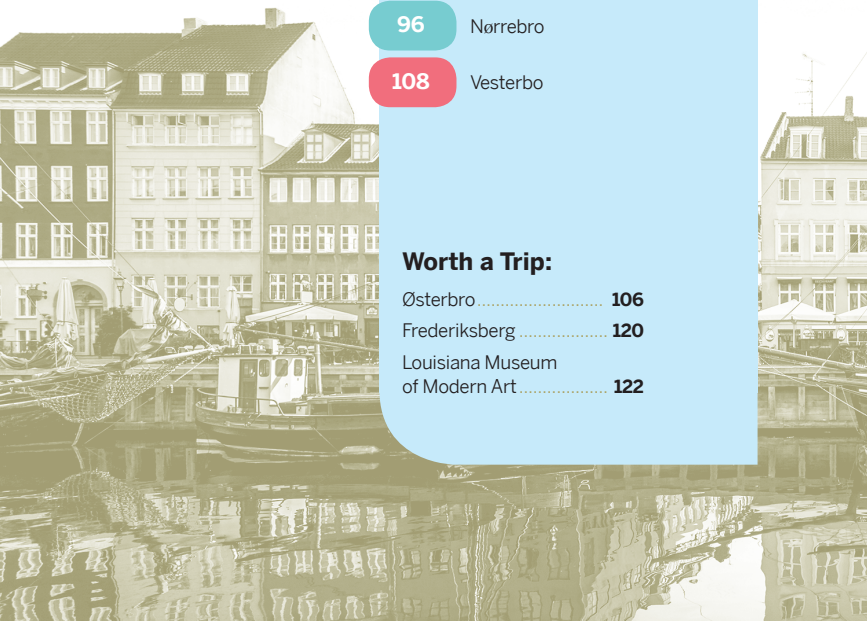 96 Nørrebro
108 Vesterbo
Worth a Trip:
Østerbro........................ 106
Frederiksberg................. 120
Louisiana Museum
of Modern Art................. 122